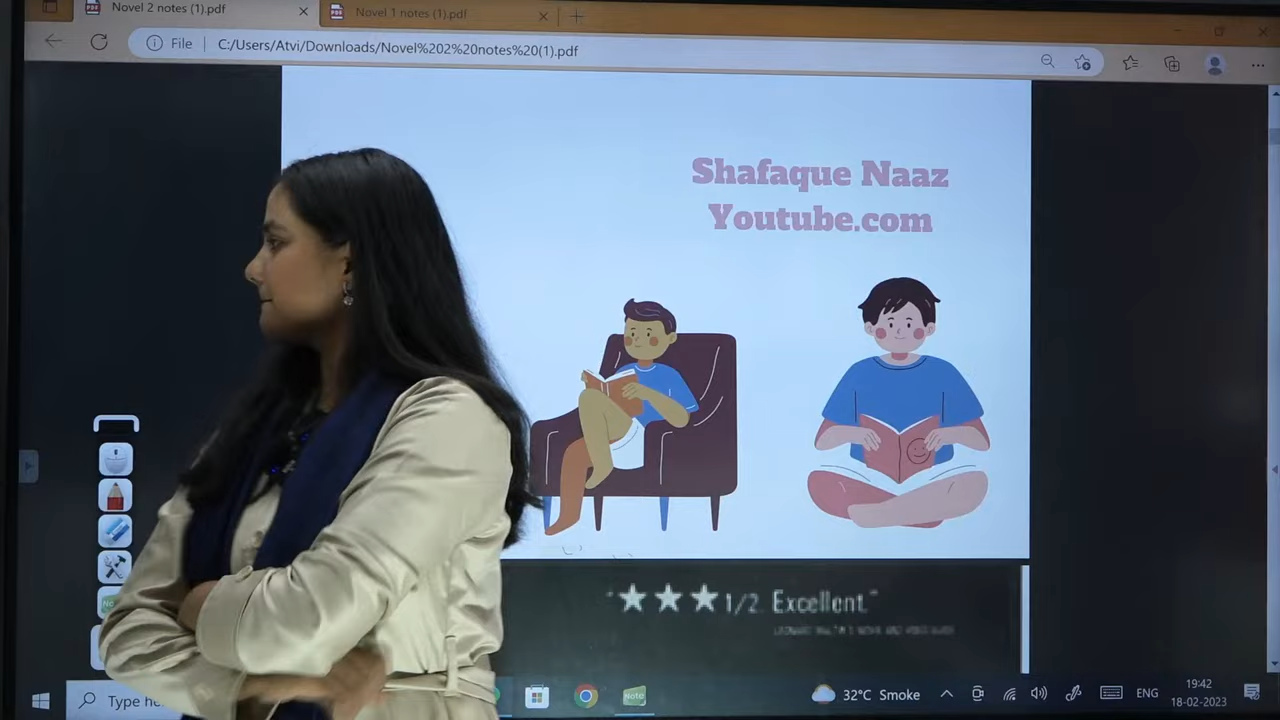 Novel 2 notes (1).pdf
Novel 1 notes (1).pdf
File
C:/Users/Atvi/Downloads/Novel%202%20notes%20(1).pdf
Shafaque Naaz
Youtube.com
"★★★1/2 Excellent."
Type he
Note
32°C Smoke
ENG
19:42
18-02-2023